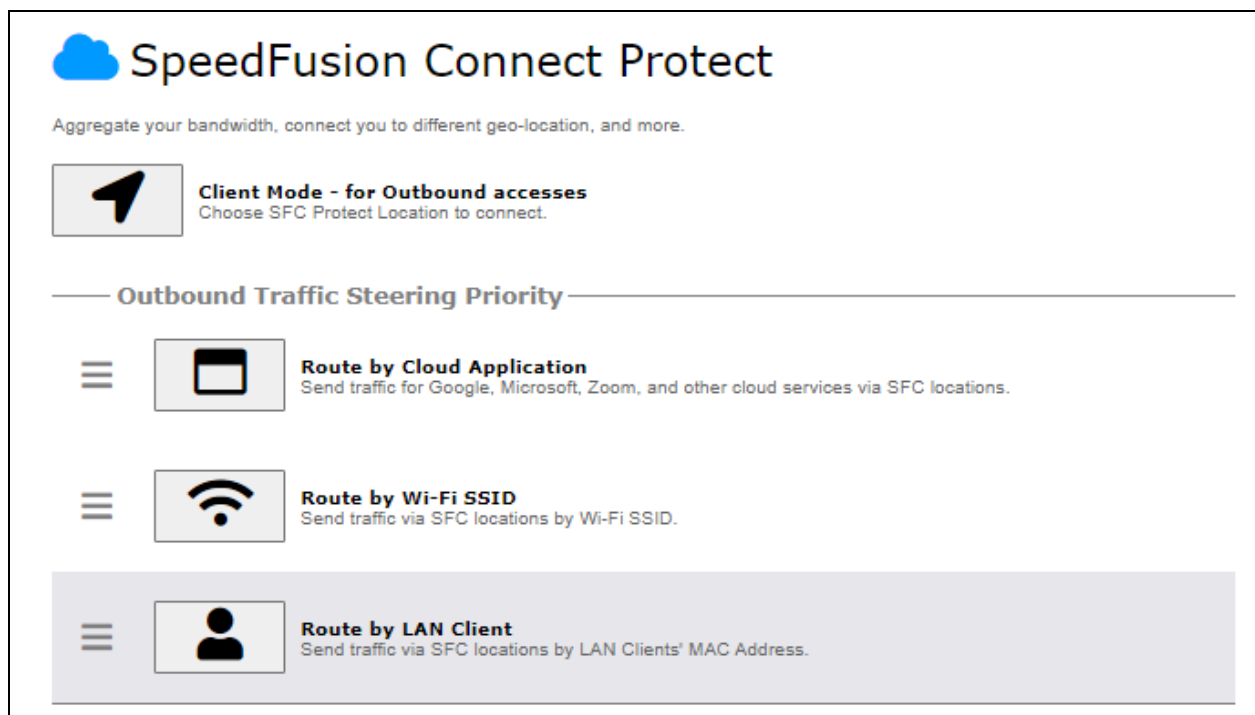 SpeedFusion Connect Protect
Aggregate your bandwidth, connect you to different geo-location, and more.
Client Mode - for Outbound accesses
Choose SFC Protect Location to connect.
Outbound Traffic Steering Priority
Route by Cloud Application
Send traffic for Google, Microsoft, Zoom, and other cloud services via SFC locations.
Route by Wi-Fi SSID
Send traffic via SFC locations by Wi-Fi SSID.
Route by LAN Client
Send traffic via SFC locations by LAN Clients' MAC Address.